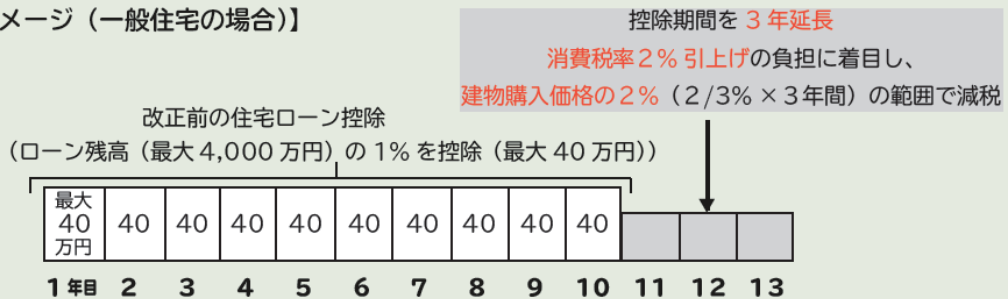 メージ（一般住宅の場合）】
控除期間を 3 年延長
消費税率2％引上げの負担に着目し、
建物購入価格の2％（2/3％×3年間）の範囲で減税
改正前の住宅ローン控除
（ローン残高（最大 4,000 万円）の 1％ を控除（最大 40 万円））
最大
40
万円
40 40 40 40 40 40 40 40 40
1 年目 2 3 4 5 6 7 8 9 10 11 12 13